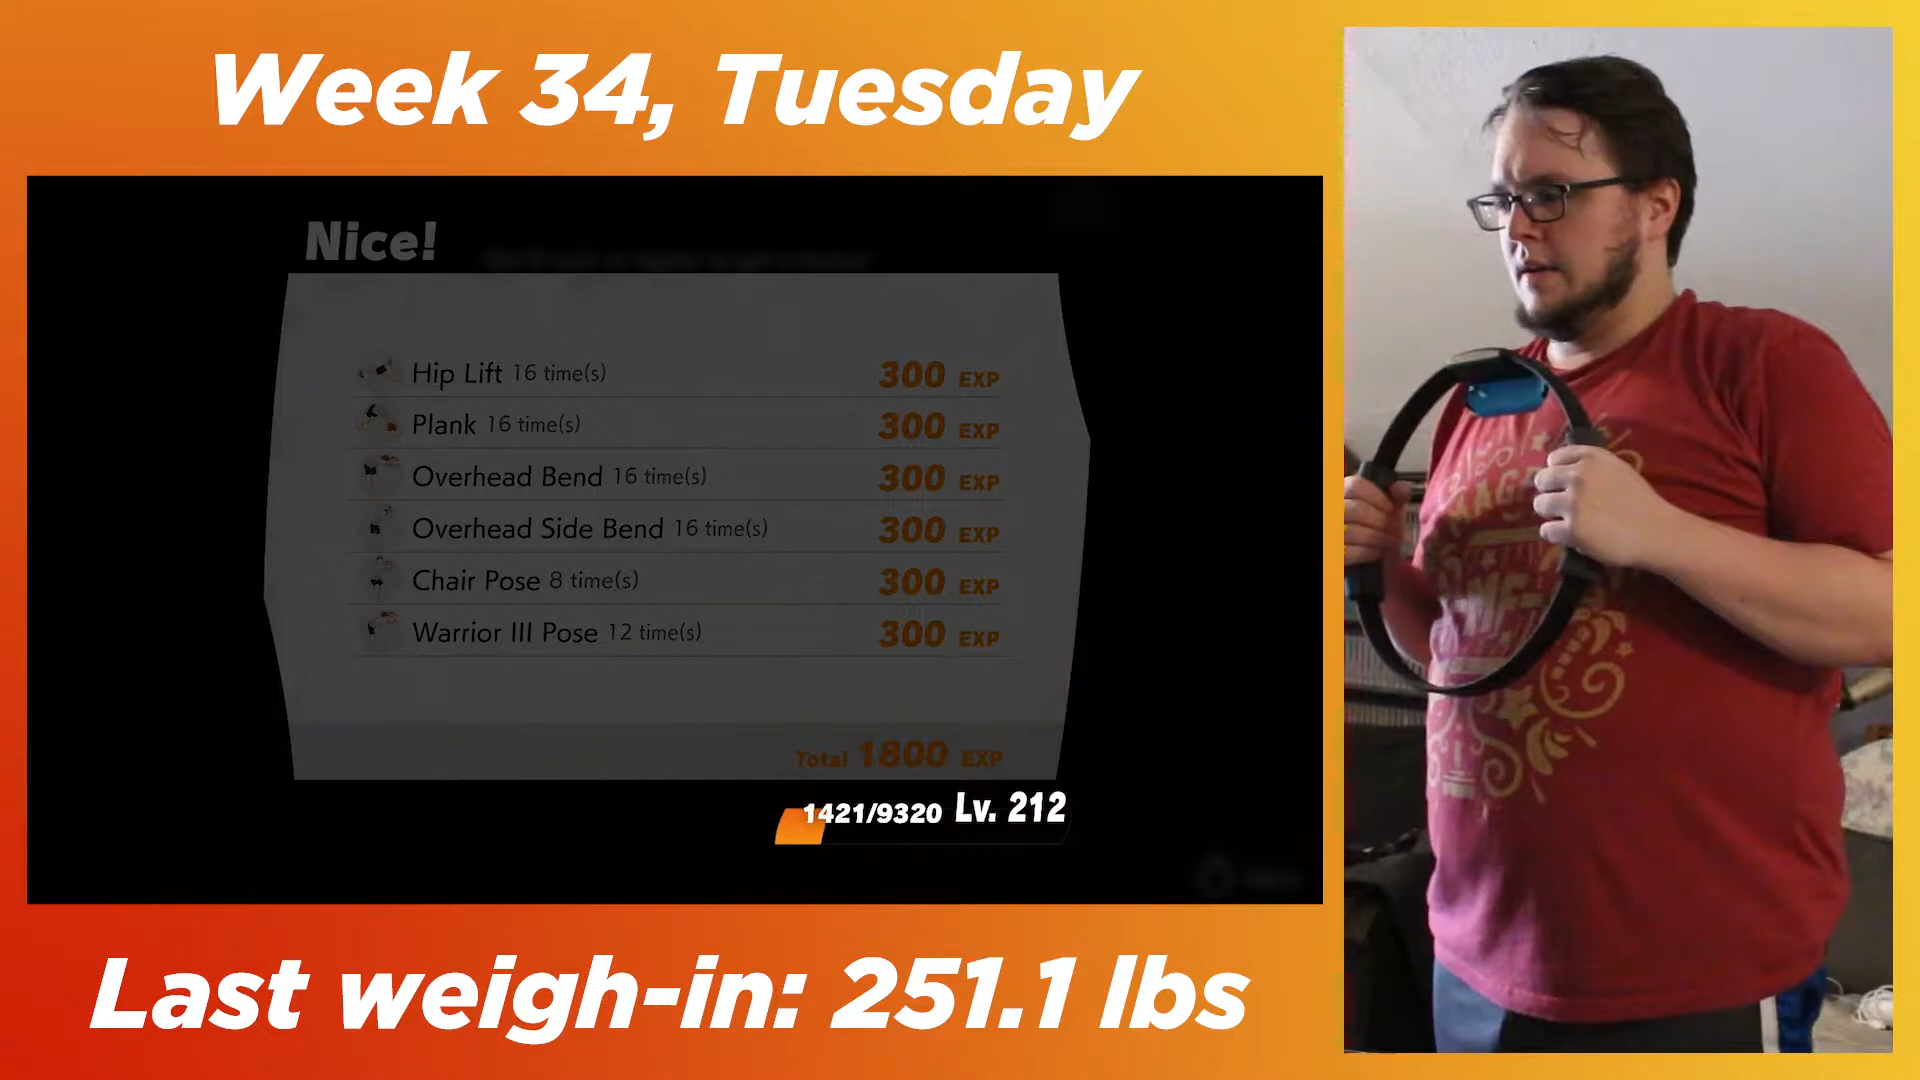 Week 34, Tuesday
Nice!
Hip Lift 16 time(s) 300 EXP
Plank 16 time(s) 300 EXP
Overhead Bend 16 time(s) 300 EXP
Overhead Side Bend 16 time(s) 300 EXP
Chair Pose 8 time(s) 300 EXP
Warrior III Pose 12 time(s) 300 EXP
Total 1800 EXP
1421/9320 Lv. 212
Last weigh-in: 251.1 lbs